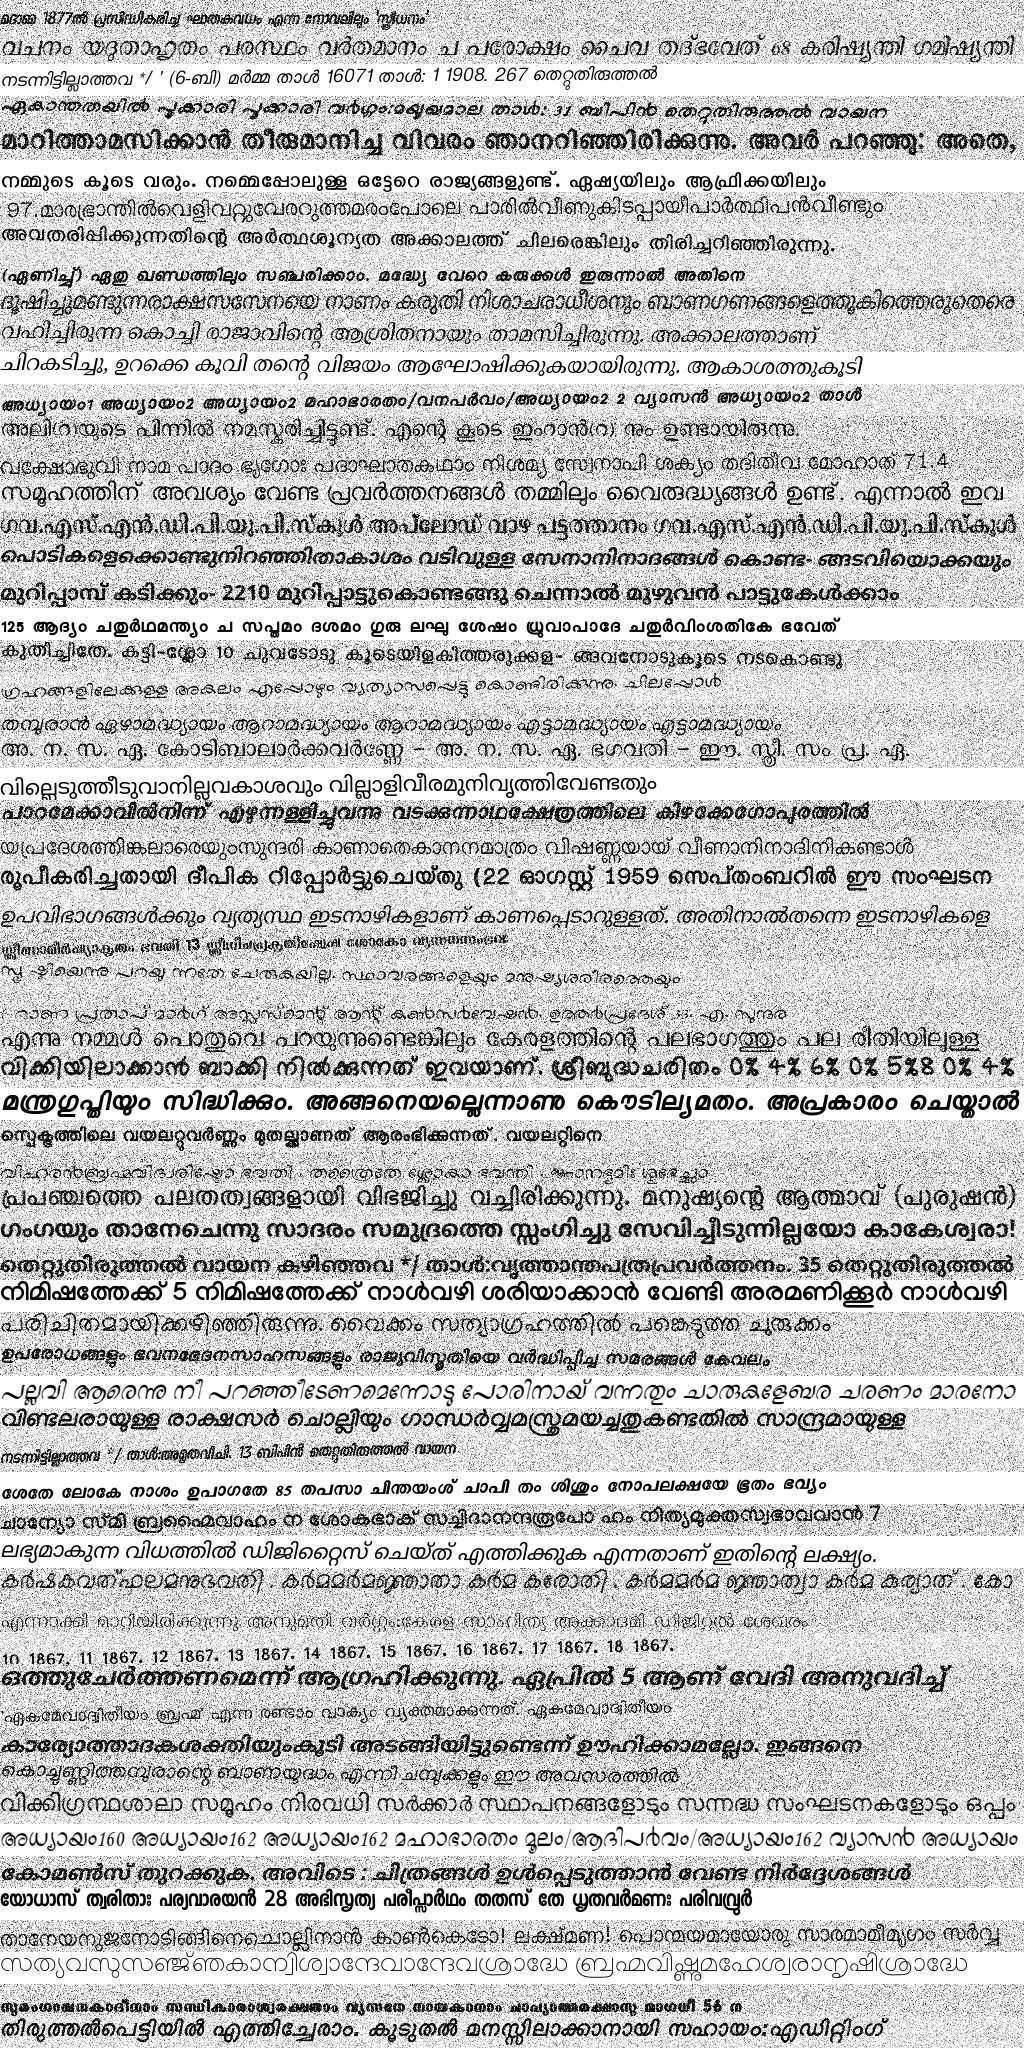 മദാമ്മ 1877ൽ പ്രസിദ്ധീകരിച്ച ഘാതകവധം എന്ന നോവലിലും 'സ്ത്രീധനം'
വചനം യദുതാഹൃതം പരസ്ഥം വർതമാനം ച പരോക്ഷം ചൈവ തദ്ഭവേത് 68 കരിഷ്യന്തി ഗമിഷ്യന്തി
നടന്നിട്ടില്ലാത്തവ */ ' (6-ബി) മർമ്മ താൾ 16071 താൾ: 1 1908. 267 തെറ്റുതിരുത്തൽ
ഏകാന്തതയിൽ പൂക്കാരി പൂക്കാരി വർഗ്ഗം:മയൂഖമാല താൾ: 31 ബിപിൻ തെറ്റുതിരുത്തൽ വായന
മാറിത്താമസിക്കാൻ തീരുമാനിച്ച വിവരം ഞാനറിഞ്ഞിരിക്കുന്നു. അവർ പറഞ്ഞു: അതെ,
നമ്മുടെ കൂടെ വരും. നമ്മെപ്പോലുള്ള ഒട്ടേറെ രാജ്യങ്ങളുണ്ട്. ഏഷ്യയിലും ആഫ്രിക്കയിലും
97.മാരഭ്രാന്തിൽവെളിവറ്റുവേരറുത്തമരംപോലെ പാരിൽവീണുകിടപ്പായീപാർത്ഥിപൻവീണ്ടും
അവതരിപ്പിക്കുന്നതിന്റെ അർത്ഥശൂന്യത അക്കാലത്ത് ചിലരെങ്കിലും തിരിച്ചറിഞ്ഞിരുന്നു.
(ഏണിച്ച്) ഏതു ഖണ്ഡത്തിലും സഞ്ചരിക്കാം. മദ്ധ്യേ വേറെ കരുക്കൾ ഇരുന്നാൽ അതിനെ
ദൂഷിച്ചുമണ്ടുന്നരാക്ഷസസേനയെ നാണം കരുതി നിശാചരാധീശനും ബാണഗണങ്ങളെത്തൂകിത്തെരുതെരെ
വഹിച്ചിരുന്ന കൊച്ചി രാജാവിന്റെ ആശ്രിതനായും താമസിച്ചിരുന്നു. അക്കാലത്താണ്
ചിറകടിച്ചു, ഉറക്കെ കൂവി തന്റെ വിജയം ആഘോഷിക്കുകയായിരുന്നു. ആകാശത്തുകൂടി
അധ്യായം1 അധ്യായം2 അധ്യായം2 മഹാഭാരതം/വനപർവം/അധ്യായം2 2 വ്യാസൻ അധ്യായം2 താൾ
അലി(റ)യുടെ പിന്നിൽ നമസ്കരിച്ചിട്ടുണ്ട്. എന്റെ കൂടെ ഇംറാൻ(റ) നും ഉണ്ടായിരുന്നു.
വക്ഷോഭുവി നാമ പാദം ഭൃഗോഃ പദാഘാതകഥാം നിശമ്യ സ്വേനാപി ശക്യം തദിതീവ മോഹാത് 71.4
സമൂഹത്തിന് അവശ്യം വേണ്ട പ്രവർത്തനങ്ങൾ തമ്മിലും വൈരുദ്ധ്യങ്ങൾ ഉണ്ട്. എന്നാൽ ഇവ
ഗവ.എസ്.എൻ.ഡി.പി.യു.പി.സ്കൂൾ അപ്‌ലോഡ് വാഴ പട്ടത്താനം ഗവ.എസ്.എൻ.ഡി.പി.യു.പി.സ്കൂൾ
പൊടികളെക്കൊണ്ടുനിറഞ്ഞിതാകാശം വടിവുള്ള സേനാനിനാദങ്ങൾ കൊണ്ട- ങ്ങടവിയൊക്കയും
മുറിപ്പാമ്പ് കടിക്കും- 2210 മുറിപ്പാട്ടുകൊണ്ടങ്ങു ചെന്നാൽ മുഴുവൻ പാട്ടുകേൾക്കാം
125 ആദ്യം ചതുർഥമന്ത്യം ച സപ്തമം ദശമം ഗുരു ലഘു ശേഷം ധ്രുവാപാദേ ചതുർവിംശതികേ ഭവേത്
കുതിച്ചിതേ. കട്ടി-ശ്ലോ 10 ചുവടോടു കൂടെയിളകിത്തരുക്കള- ങ്ങവനോടുകൂടെ നടകൊണ്ടു
ഗ്രഹങ്ങളിലേക്കുള്ള അകലം എപ്പോഴും വ്യത്യാസപ്പെട്ടു കൊണ്ടിരിക്കുന്നു. ചിലപ്പോൾ
തമ്പുരാൻ ഏഴാമദ്ധ്യായം ആറാമദ്ധ്യായം ആറാമദ്ധ്യായം എട്ടാമദ്ധ്യായം എട്ടാമദ്ധ്യായം
അ. ന. സ. ഏ. കോടിബാലാർക്കവർണ്ണേ – അ. ന. സ. ഏ. ഭഗവതി – ഈ. സ്ത്രീ. സം പ്ര. ഏ.
വില്ലെടുത്തീടുവാനില്ലവകാശവും വില്ലാളിവീരമുനിവൃത്തിവേണ്ടതും
പാറമേക്കാവിൽനിന്ന് എഴുന്നള്ളിച്ചുവന്നു വടക്കുന്നാഥക്ഷേത്രത്തിലെ കിഴക്കേഗോപുരത്തിൽ
യപ്രദേശത്തിങ്കലാരെയുംസുന്ദരി കാണാതെകാനനമാത്രം വിഷണ്ണയായ് വീണാനിനാദിനികണ്ടാൾ
രൂപീകരിച്ചതായി ദീപിക റിപ്പോർട്ടുചെയ്തു (22 ഓഗസ്റ്റ് 1959 സെപ്തംബറിൽ ഈ സംഘടന
ഉപവിഭാഗങ്ങൾക്കും വ്യത്യസ്ഥ ഇടനാഴികളാണ് കാണപ്പെടാറുള്ളത്. അതിനാൽതന്നെ ഇടനാഴികളെ
ഭവതി 13 ശോകോ
പറയു ന്നതേ ചേരുകയില്ല. സ്ഥാവരങ്ങളെയും മനുഷ്യശരീരത്തെയും
റാണ പ്രതാപ് മാർഗ് അസ്സസ്മെന്റ് ആന്റ് കൺസർവേഷൻ. ഉത്തർപ്രദേശ് 33. എം. സുന്ദര
എന്നു നമ്മൾ പൊതുവെ പറയുന്നുണ്ടെങ്കിലും കേരളത്തിന്റെ പലഭാഗത്തും പല രീതിയിലുള്ള
വിക്കിയിലാക്കാൻ ബാക്കി നിൽക്കുന്നത് ഇവയാണ്. ശ്രീബുദ്ധചരിതം 0% 4% 6% 0% 5%8 0% 4%
മന്ത്രഗുപ്തിയും സിദ്ധിക്കും. അങ്ങനെയല്ലെന്നാണു കൌടില്യമതം. അപ്രകാരം ചെയ്താൽ
സ്പെക്ട്രത്തിലെ വയലറ്റുവർണ്ണം മുതല്ക്കാണത് ആരംഭിക്കുന്നത്. വയലറ്റിനെ
വിഹരൻബ്രഹ്മവിദ്വരിഷ്ഠോ ഭവതി . തത്രൈതേ ശ്ലോകാ ഭവന്തി . ജ്ഞാനഭൂമിഃ ശുഭേച്ഛാ
പ്രപഞ്ചത്തെ പലതത്വങ്ങളായി വിഭജിച്ചു വച്ചിരിക്കുന്നു. മനുഷ്യന്റെ ആത്മാവ് (പുരുഷൻ)
ഗംഗയും താനേചെന്നു സാദരം സമുദ്രത്തെ സ്സംഗിച്ചു സേവിച്ചീടുന്നില്ലയോ കാകേശ്വരാ!
തെറ്റുതിരുത്തൽ വായന കഴിഞ്ഞവ */ താൾ:വൃത്താന്തപത്രപ്രവർത്തനം. 35 തെറ്റുതിരുത്തൽ
നിമിഷത്തേക്ക് 5 നിമിഷത്തേക്ക് നാൾവഴി ശരിയാക്കാൻ വേണ്ടി അരമണിക്കൂർ നാൾവഴി
പരിചിതമായിക്കഴിഞ്ഞിരുന്നു. വൈക്കം സത്യാഗ്രഹത്തിൽ പങ്കെടുത്ത ചുരുക്കം
ഉപരോധങ്ങളും ഭവനഭേദനസാഹസങ്ങളും രാജ്യവിസ്തൃതിയെ വർദ്ധിപ്പിച്ച സമരങ്ങൾ കേവലം
പല്ലവി ആരെന്നു നീ പറഞ്ഞീടേണമെന്നോടു പോരിനായ് വന്നതും ചാരുകളേബര ചരണം മാരനോ
വിണ്ടലരായുള്ള രാക്ഷസർ ചൊല്ലിയും ഗാന്ധർവ്വമസ്ത്രമയച്ചതുകണ്ടതിൽ സാന്ദ്രമായുള്ള
നടന്നിട്ടില്ലാത്തവ */ താൾ:അമൃതവീചി. 13 ബിപിൻ തെറ്റുതിരുത്തൽ വായന
ശേതേ ലോകേ നാശം ഉപാഗതേ 85 തപസാ ചിന്തയംശ് ചാപി തം ശിശും നോപലക്ഷയേ ഭൂതം ഭവ്യം
ചാന്യോ സ്മി ബ്രഹ്മൈവാഹം ന ശോകഭാക് സച്ചിദാനന്ദരൂപോ ഹം നിത്യമുക്തസ്വഭാവവാൻ 7
ലഭ്യമാകുന്ന വിധത്തിൽ ഡിജിറ്റൈസ് ചെയ്ത് എത്തിക്കുക എന്നതാണ് ഇതിന്റെ ലക്ഷ്യം.
കർഷകവത്ഫലമനുഭവതി . കർമമർമജ്ഞാതാ കർമ കരോതി . കർമമർമ ജ്ഞാത്വാ കർമ കുര്യാത് . കോ
എന്നാക്കി മാറ്റിയിരിക്കുന്നു. അനുമതി വർഗ്ഗം:കേരള സാഹിത്യ അക്കാദമി ഡിജിറ്റൽ ശേഖരം
10 1867. 11 1867. 12 1867. 13 1867. 14 1867. 15 1867. 16 1867. 17 1867. 18 1867.
ഒത്തുചേർത്തണമെന്ന് ആഗ്രഹിക്കുന്നു. ഏപ്രിൽ 5 ആണ് വേദി അനുവദിച്ച്
'ഏകമേവാദ്വിതീയം ബ്രഹ്മ' എന്ന രണ്ടാം വാക്യം വ്യക്തമാക്കുന്നത്. ഏകമേവാദ്വിതീയം
കാര്യോത്താദകശക്തിയുംകൂടി അടങ്ങിയിട്ടുണ്ടെന്ന് ഊഹിക്കാമല്ലോ. ഇങ്ങനെ
കൊച്ചുണ്ണിത്തമ്പുരാന്റെ ബാണയുദ്ധം എന്നീ ചമ്പുക്കളും ഈ അവസരത്തിൽ
വിക്കിഗ്രന്ഥശാലാ സമൂഹം നിരവധി സർക്കാർ സ്ഥാപനങ്ങളോടും സന്നദ്ധ സംഘടനകളോടും ഒപ്പം
അധ്യായം160 അധ്യായം162 അധ്യായം162 മഹാഭാരതം മൂലം/ആദിപർവം/അധ്യായം162 വ്യാസൻ അധ്യായം
കോമൺസ് തുറക്കുക. അവിടെ : ചിത്രങ്ങൾ ഉൾപ്പെടുത്താൻ വേണ്ട നിർദ്ദേശങ്ങൾ
യോധാസ് ത്വരിതാഃ പര്യവാരയൻ 28 അഭിസൃത്യ പരീപ്സാർഥം തതസ് തേ ധൃതവർമണഃ പരിവവ്രുർ
താനേയനുജനോടിങ്ങിനെചൊല്ലിനാൻ കാൺകെടോ! ലക്ഷ്മണ! പൊന്മയമായോരു സാരമാമീമൃഗം സർവ്വ
സത്യവസുസഞ്ജ്ഞകാന്വിശ്വാന്ദേവാന്ദേവശ്രാദ്ധേ ബ്രഹ്മവിഷ്ണുമഹേശ്വരാനൃഷിശ്രാദ്ധേ
മാഗധീ 56 ന
തിരുത്തൽപെട്ടിയിൽ എത്തിച്ചേരാം. കൂടുതൽ മനസ്സിലാക്കാനായി സഹായം:എഡിറ്റിംഗ്